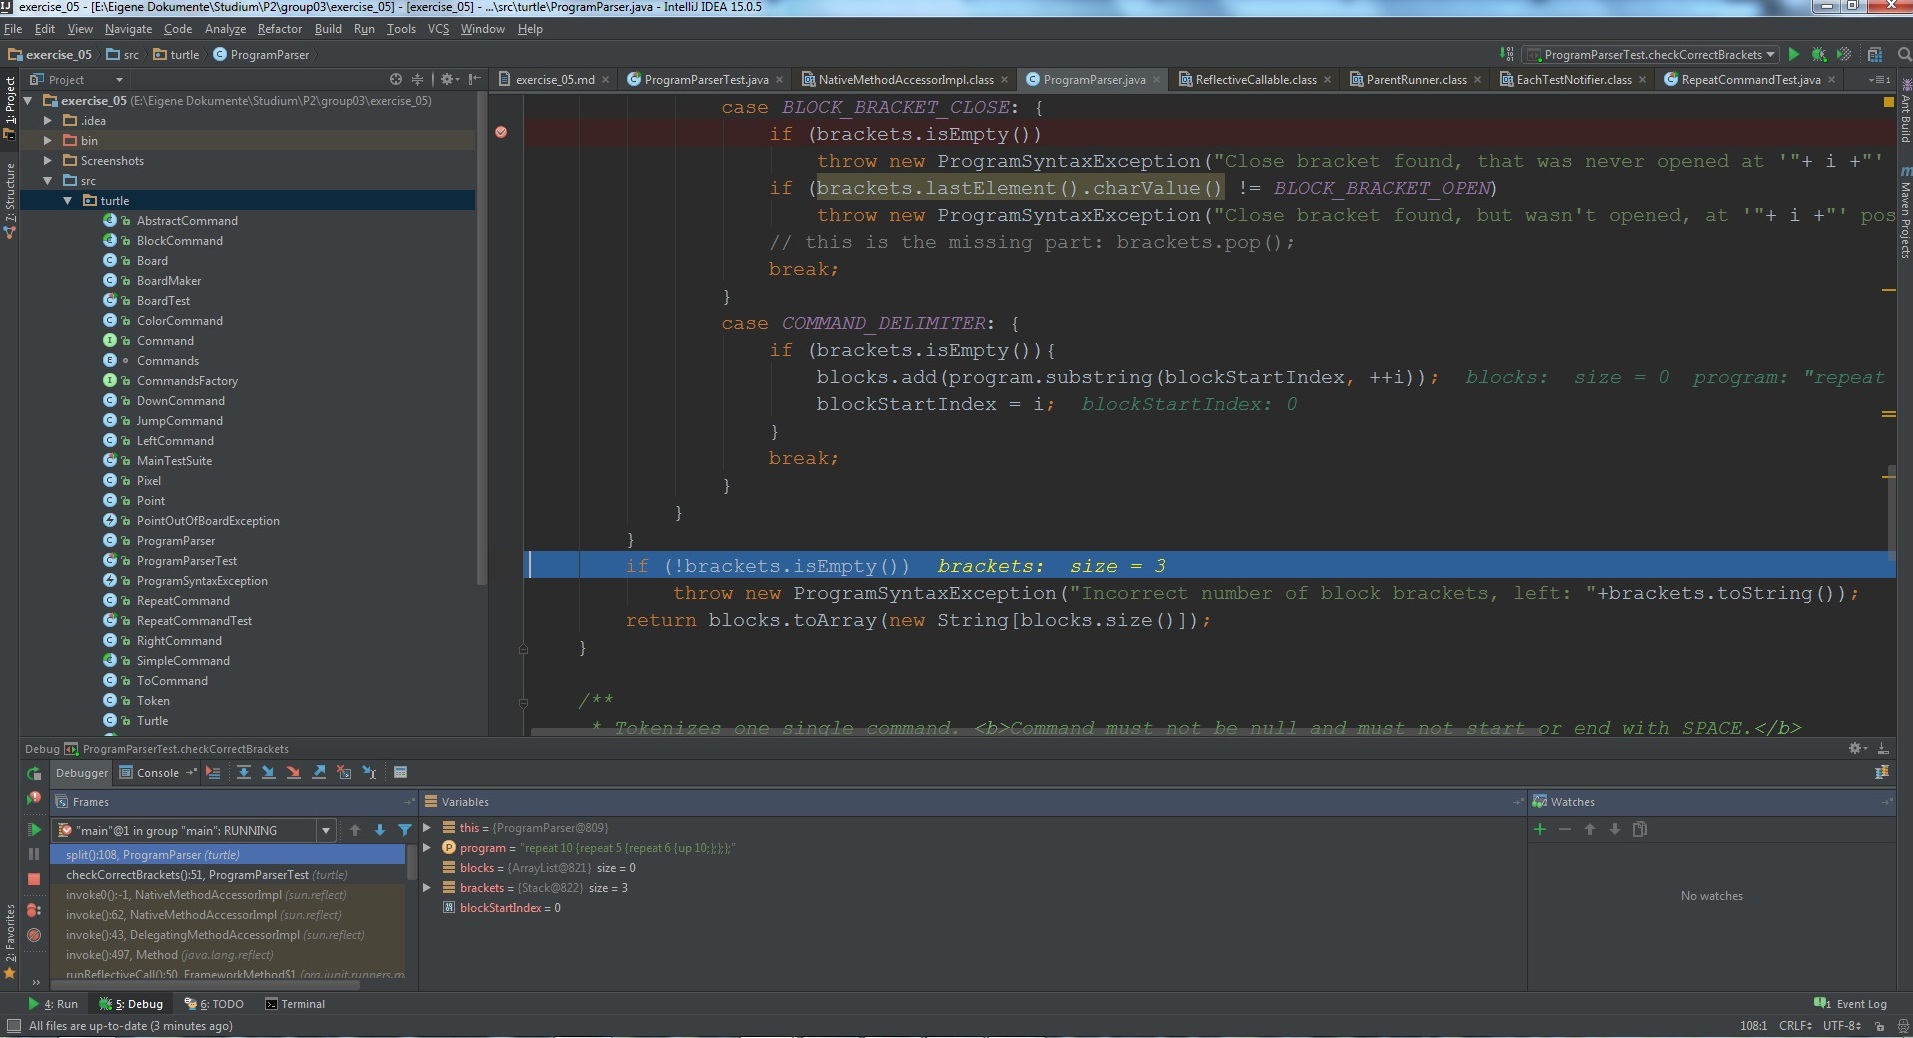 exercise_05 - [E:\Eigene Dokumente\Studium\P2\group03\exercise_05] - [exercise_05] - ...\src\turtle\ProgramParser.java - IntelliJ IDEA 15.0.5
File Edit View Navigate Code Analyze Refactor Build Run Tools VCS Window Help
exercise_05 src turtle ProgramParser
ProgramParserTest.checkCorrectBrackets
Project
exercise_05.md ProgramParserTest.java NativeMethodAccessorImpl.class ProgramParser.java ReflectiveCallable.class ParentRunner.class EachTestNotifier.class RepeatCommandTest.java
1: Project
7: Structure
2: Favorites
Ant Build
Maven Projects
exercise_05 (E:\Eigene Dokumente\Studium\P2\group03\exercise_05)
.idea
bin
Screenshots
src
turtle
AbstractCommand
BlockCommand
Board
BoardMaker
BoardTest
ColorCommand
Command
Commands
CommandsFactory
DownCommand
JumpCommand
LeftCommand
MainTestSuite
Pixel
Point
PointOutOfBoardException
ProgramParser
ProgramParserTest
ProgramSyntaxException
RepeatCommand
RepeatCommandTest
RightCommand
SimpleCommand
ToCommand
Token
Turtle
case BLOCK_BRACKET_CLOSE: {
if (brackets.isEmpty())
throw new ProgramSyntaxException("Close bracket found, that was never opened at '"+ i +"'
if (brackets.lastElement().charValue() != BLOCK_BRACKET_OPEN)
throw new ProgramSyntaxException("Close bracket found, but wasn't opened, at '"+ i +"' pos
// this is the missing part: brackets.pop();
break;
}
case COMMAND_DELIMITER: {
if (brackets.isEmpty()){
blocks.add(program.substring(blockStartIndex, ++i)); blocks: size = 0 program: "repeat
blockStartIndex = i; blockStartIndex: 0
}
break;
}
}
}
if (!brackets.isEmpty()) brackets: size = 3
throw new ProgramSyntaxException("Incorrect number of block brackets, left: "+brackets.toString());
return blocks.toArray(new String[blocks.size()]);
}
/**
* Tokenizes one single command. <b>Command must not be null and must not start or end with SPACE.</b>
Debug ProgramParserTest.checkCorrectBrackets
Debugger Console
Frames
"main"@1 in group "main": RUNNING
split():108, ProgramParser (turtle)
checkCorrectBrackets():51, ProgramParserTest (turtle)
invoke0():-1, NativeMethodAccessorImpl (sun.reflect)
invoke():62, NativeMethodAccessorImpl (sun.reflect)
invoke():43, DelegatingMethodAccessorImpl (sun.reflect)
invoke():497, Method (java.lang.reflect)
runReflectiveCall():50, FrameworkMethod$1 (org.junit.runners.m
Variables
this = {ProgramParser@809}
program = "repeat 10 {repeat 5 {repeat 6 {up 10;};};};"
blocks = {ArrayList@821} size = 0
brackets = {Stack@822} size = 3
blockStartIndex = 0
Watches
No watches
4: Run 5: Debug 6: TODO Terminal
1 Event Log
All files are up-to-date (3 minutes ago)
108:1 CRLF UTF-8